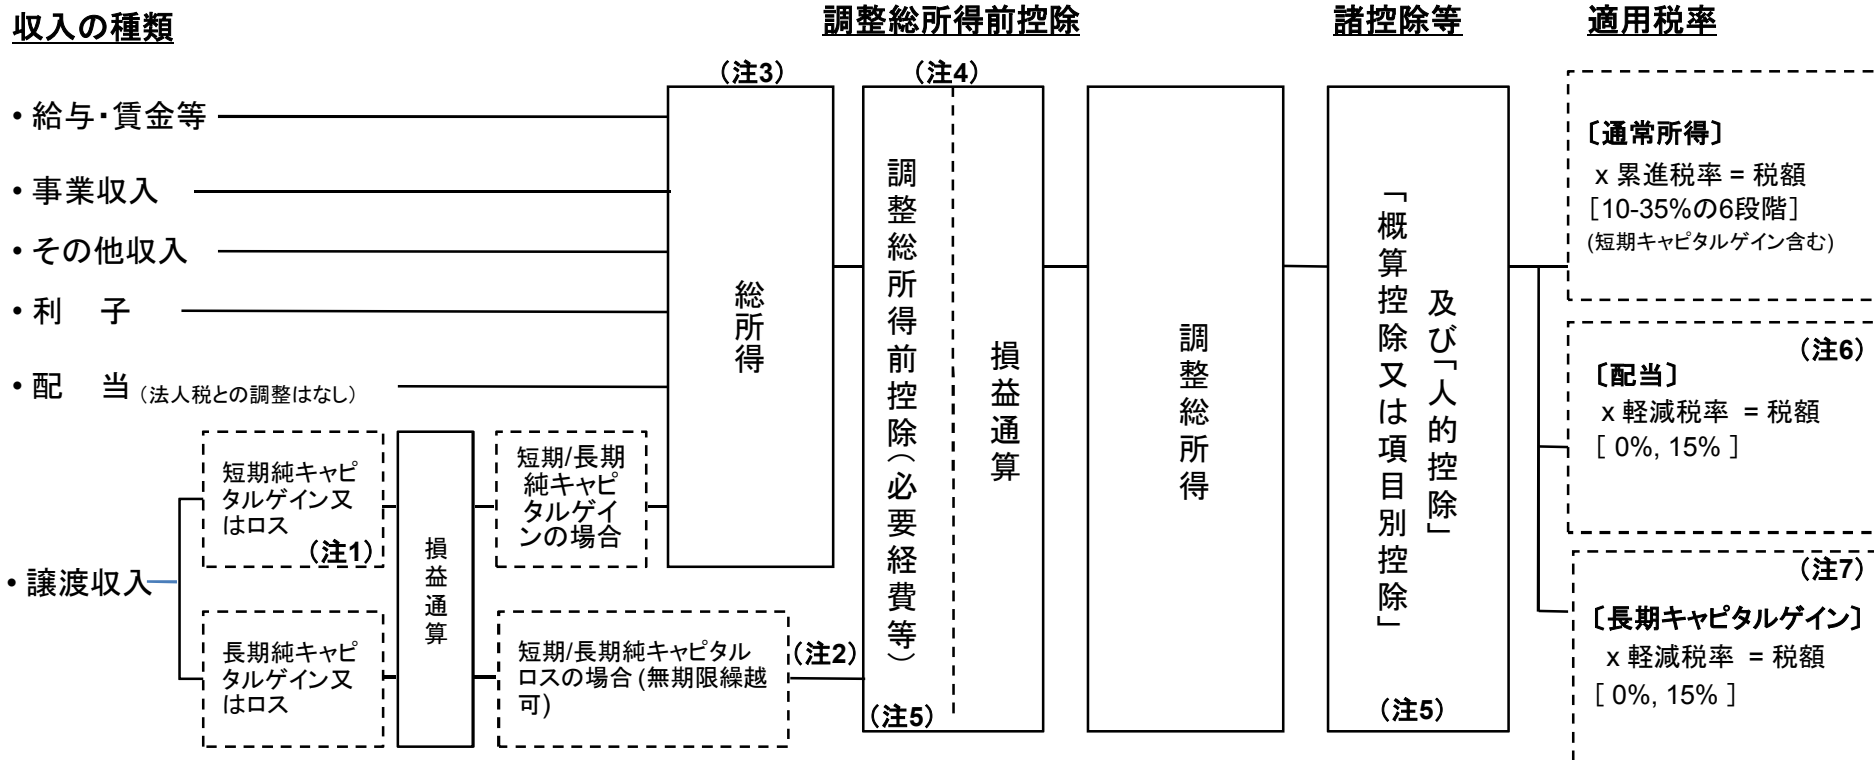 収入の種類
調整総所得前控除
諸控除等
適用税率
・給与・賃金等
・事業収入
・その他収入
・利　子
・配　当（法人税との調整はなし）
・譲渡収入
短期純キャピ
タルゲイン又
はロス
（注1）
長期純キャピ
タルゲイン又
はロス
損益通算
短期/長期
純キャピ
タルゲイ
ンの場合
短期/長期純キャピタル
ロスの場合(無期限繰越
可)
（注2）
（注3）
総所得
（注4）
調整総所得前控除（必要経費等）
損益通算
（注5）
調整総所得
「概算控除又は項目別控除」
及び「人的控除」
（注5）
〔通常所得〕
x 累進税率 = 税額
［10-35%の6段階］
(短期キャピタルゲイン含む)
（注6）
〔配当〕
x 軽減税率 = 税額
［ 0%, 15% ］
（注7）
〔長期キャピタルゲイン〕
x 軽減税率 = 税額
［ 0%, 15% ］